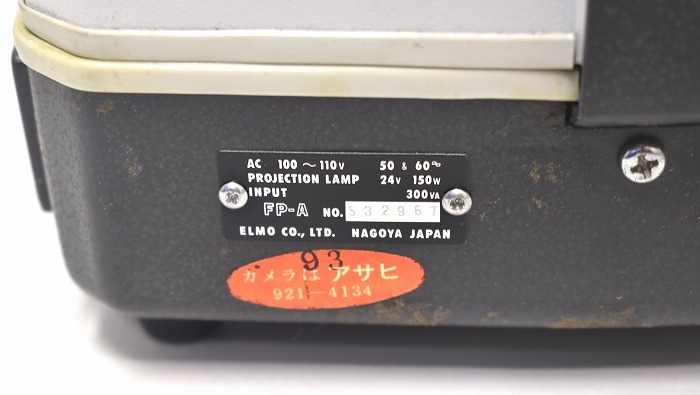 AC 100〜110V 50 & 60∾
PROJECTION LAMP 24V 150W
INPUT 300VA
FP-A NO. 532967
ELMO CO., LTD. NAGOYA JAPAN
93
カメラは アサヒ
921-4134